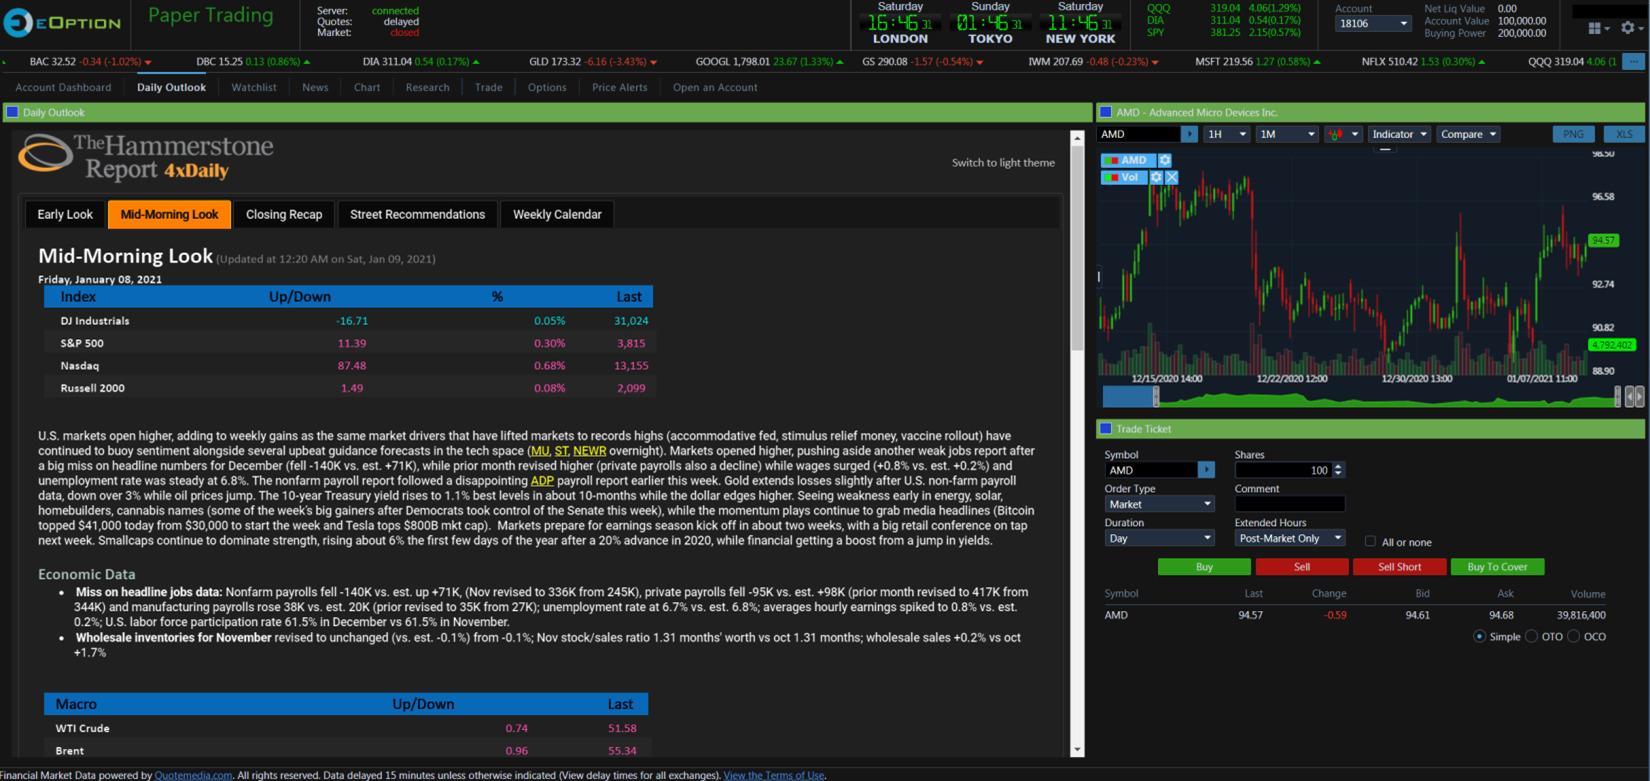 eOPTION
Paper Trading
Server: connected
Quotes: delayed
Market: closed
Saturday
16:46 31
LONDON
Sunday
01:46 31
TOKYO
Saturday
11:46 31
NEW YORK
QQQ 319.04 4.06(1.29%)
DIA 311.04 0.54(0.17%)
SPY 381.25 2.15(0.57%)
Account
18106
Net Liq Value 0.00
Account Value 100,000.00
Buying Power 200,000.00
BAC 32.52 -0.34 (-1.02%) DBC 15.25 0.13 (0.86%) DIA 311.04 0.54 (0.17%) GLD 173.32 -6.16 (-3.43%) GOOGL 1,798.01 23.67 (1.33%) GS 290.08 -1.57 (-0.54%) IWM 207.69 -0.48 (-0.23%) MSFT 219.56 1.27 (0.58%) NFLX 510.42 1.53 (0.30%) QQQ 319.04 4.06 (1
Account Dashboard Daily Outlook Watchlist News Chart Research Trade Options Price Alerts Open an Account
Daily Outlook
The Hammerstone
Report 4xDaily
Switch to light theme
Early Look Mid-Morning Look Closing Recap Street Recommendations Weekly Calendar
Mid-Morning Look (Updated at 12:20 AM on Sat, Jan 09, 2021)
Friday, January 08, 2021
Index Up/Down % Last
DJ Industrials -16.71 0.05% 31,024
S&P 500 11.39 0.30% 3,815
Nasdaq 87.48 0.68% 13,155
Russell 2000 1.49 0.08% 2,099
U.S. markets open higher, adding to weekly gains as the same market drivers that have lifted markets to records highs (accommodative fed, stimulus relief money, vaccine rollout) have
continued to buoy sentiment alongside several upbeat guidance forecasts in the tech space (MU, ST, NEWR overnight). Markets opened higher, pushing aside another weak jobs report after
a big miss on headline numbers for December (fell -140K vs. est. +71K), while prior month revised higher (private payrolls also a decline) while wages surged (+0.8% vs. est. +0.2%) and
unemployment rate was steady at 6.8%. The nonfarm payroll report followed a disappointing ADP payroll report earlier this week. Gold extends losses slightly after U.S. non-farm payroll
data, down over 3% while oil prices jump. The 10-year Treasury yield rises to 1.1% best levels in about 10-months while the dollar edges higher. Seeing weakness early in energy, solar,
homebuilders, cannabis names (some of the week's big gainers after Democrats took control of the Senate this week), while the momentum plays continue to grab media headlines (Bitcoin
topped $41,000 today from $30,000 to start the week and Tesla tops $800B mkt cap). Markets prepare for earnings season kick off in about two weeks, with a big retail conference on tap
next week. Smallcaps continue to dominate strength, rising about 6% the first few days of the year after a 20% advance in 2020, while financial getting a boost from a jump in yields.
Economic Data
• Miss on headline jobs data: Nonfarm payrolls fell -140K vs. est. up +71K, (Nov revised to 336K from 245K), private payrolls fell -95K vs. est. +98K (prior month revised to 417K from
344K) and manufacturing payrolls rose 38K vs. est. 20K (prior revised to 35K from 27K); unemployment rate at 6.7% vs. est. 6.8%; averages hourly earnings spiked to 0.8% vs. est.
0.2%; U.S. labor force participation rate 61.5% in December vs 61.5% in November.
• Wholesale inventories for November revised to unchanged (vs. est. -0.1%) from -0.1%; Nov stock/sales ratio 1.31 months' worth vs oct 1.31 months; wholesale sales +0.2% vs oct
+1.7%
Macro Up/Down Last
WTI Crude 0.74 51.58
Brent 0.96 55.34
AMD - Advanced Micro Devices Inc.
AMD 1H 1M Indicator Compare PNG XLS
AMD
Vol
98.50
96.58
94.57
92.74
90.82
4,792,402
88.90
12/15/2020 14:00 12/22/2020 12:00 12/30/2020 13:00 01/07/2021 11:00
Trade Ticket
Symbol Shares
AMD 100
Order Type Comment
Market
Duration Extended Hours
Day Post-Market Only All or none
Buy Sell Sell Short Buy To Cover
Symbol Last Change Bid Ask Volume
AMD 94.57 -0.59 94.61 94.68 39,816,400
Simple OTO OCO
Financial Market Data powered by Quotemedia.com. All rights reserved. Data delayed 15 minutes unless otherwise indicated (View delay times for all exchanges). View the Terms of Use.